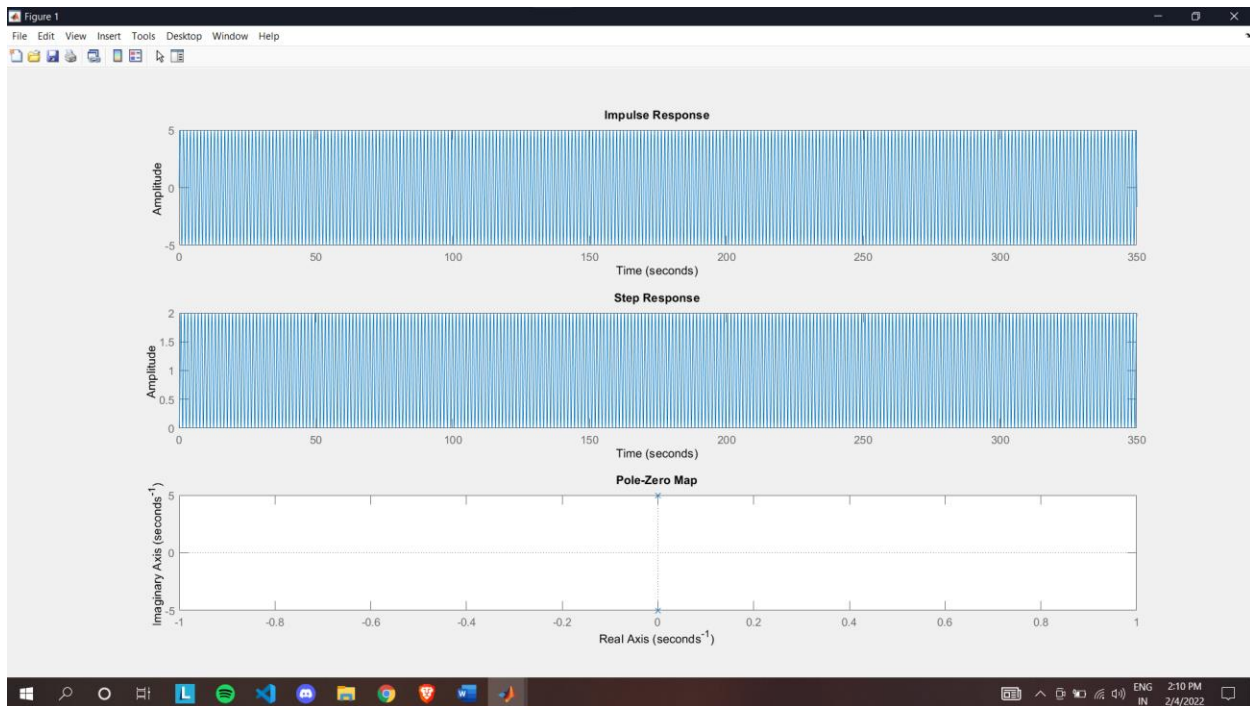 Figure 1
File Edit View Insert Tools Desktop Window Help
Impulse Response
5
0
-5
Amplitude
0 50 100 150 200 250 300 350
Time (seconds)
Step Response
2
1.5
1
0.5
0
Amplitude
0 50 100 150 200 250 300 350
Time (seconds)
Pole-Zero Map
5
0
-5
Imaginary Axis (seconds⁻¹)
-1 -0.8 -0.6 -0.4 -0.2 0 0.2 0.4 0.6 0.8 1
Real Axis (seconds⁻¹)
L W
ENG 2:10 PM
IN 2/4/2022